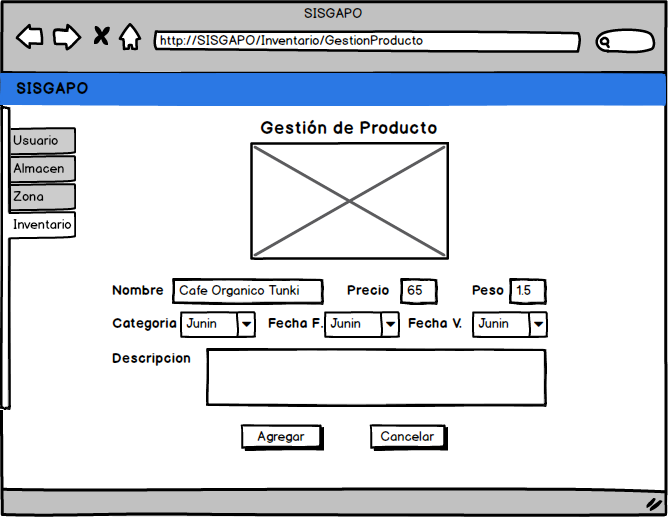 SISGAPO
http://SISGAPO/Inventario/GestionProducto
SISGAPO
Usuario
Almacen
Zona
Inventario
Gestión de Producto
Nombre Cafe Organico Tunki Precio 65 Peso 1.5
Categoria Junin Fecha F. Junin Fecha V. Junin
Descripcion
Agregar Cancelar